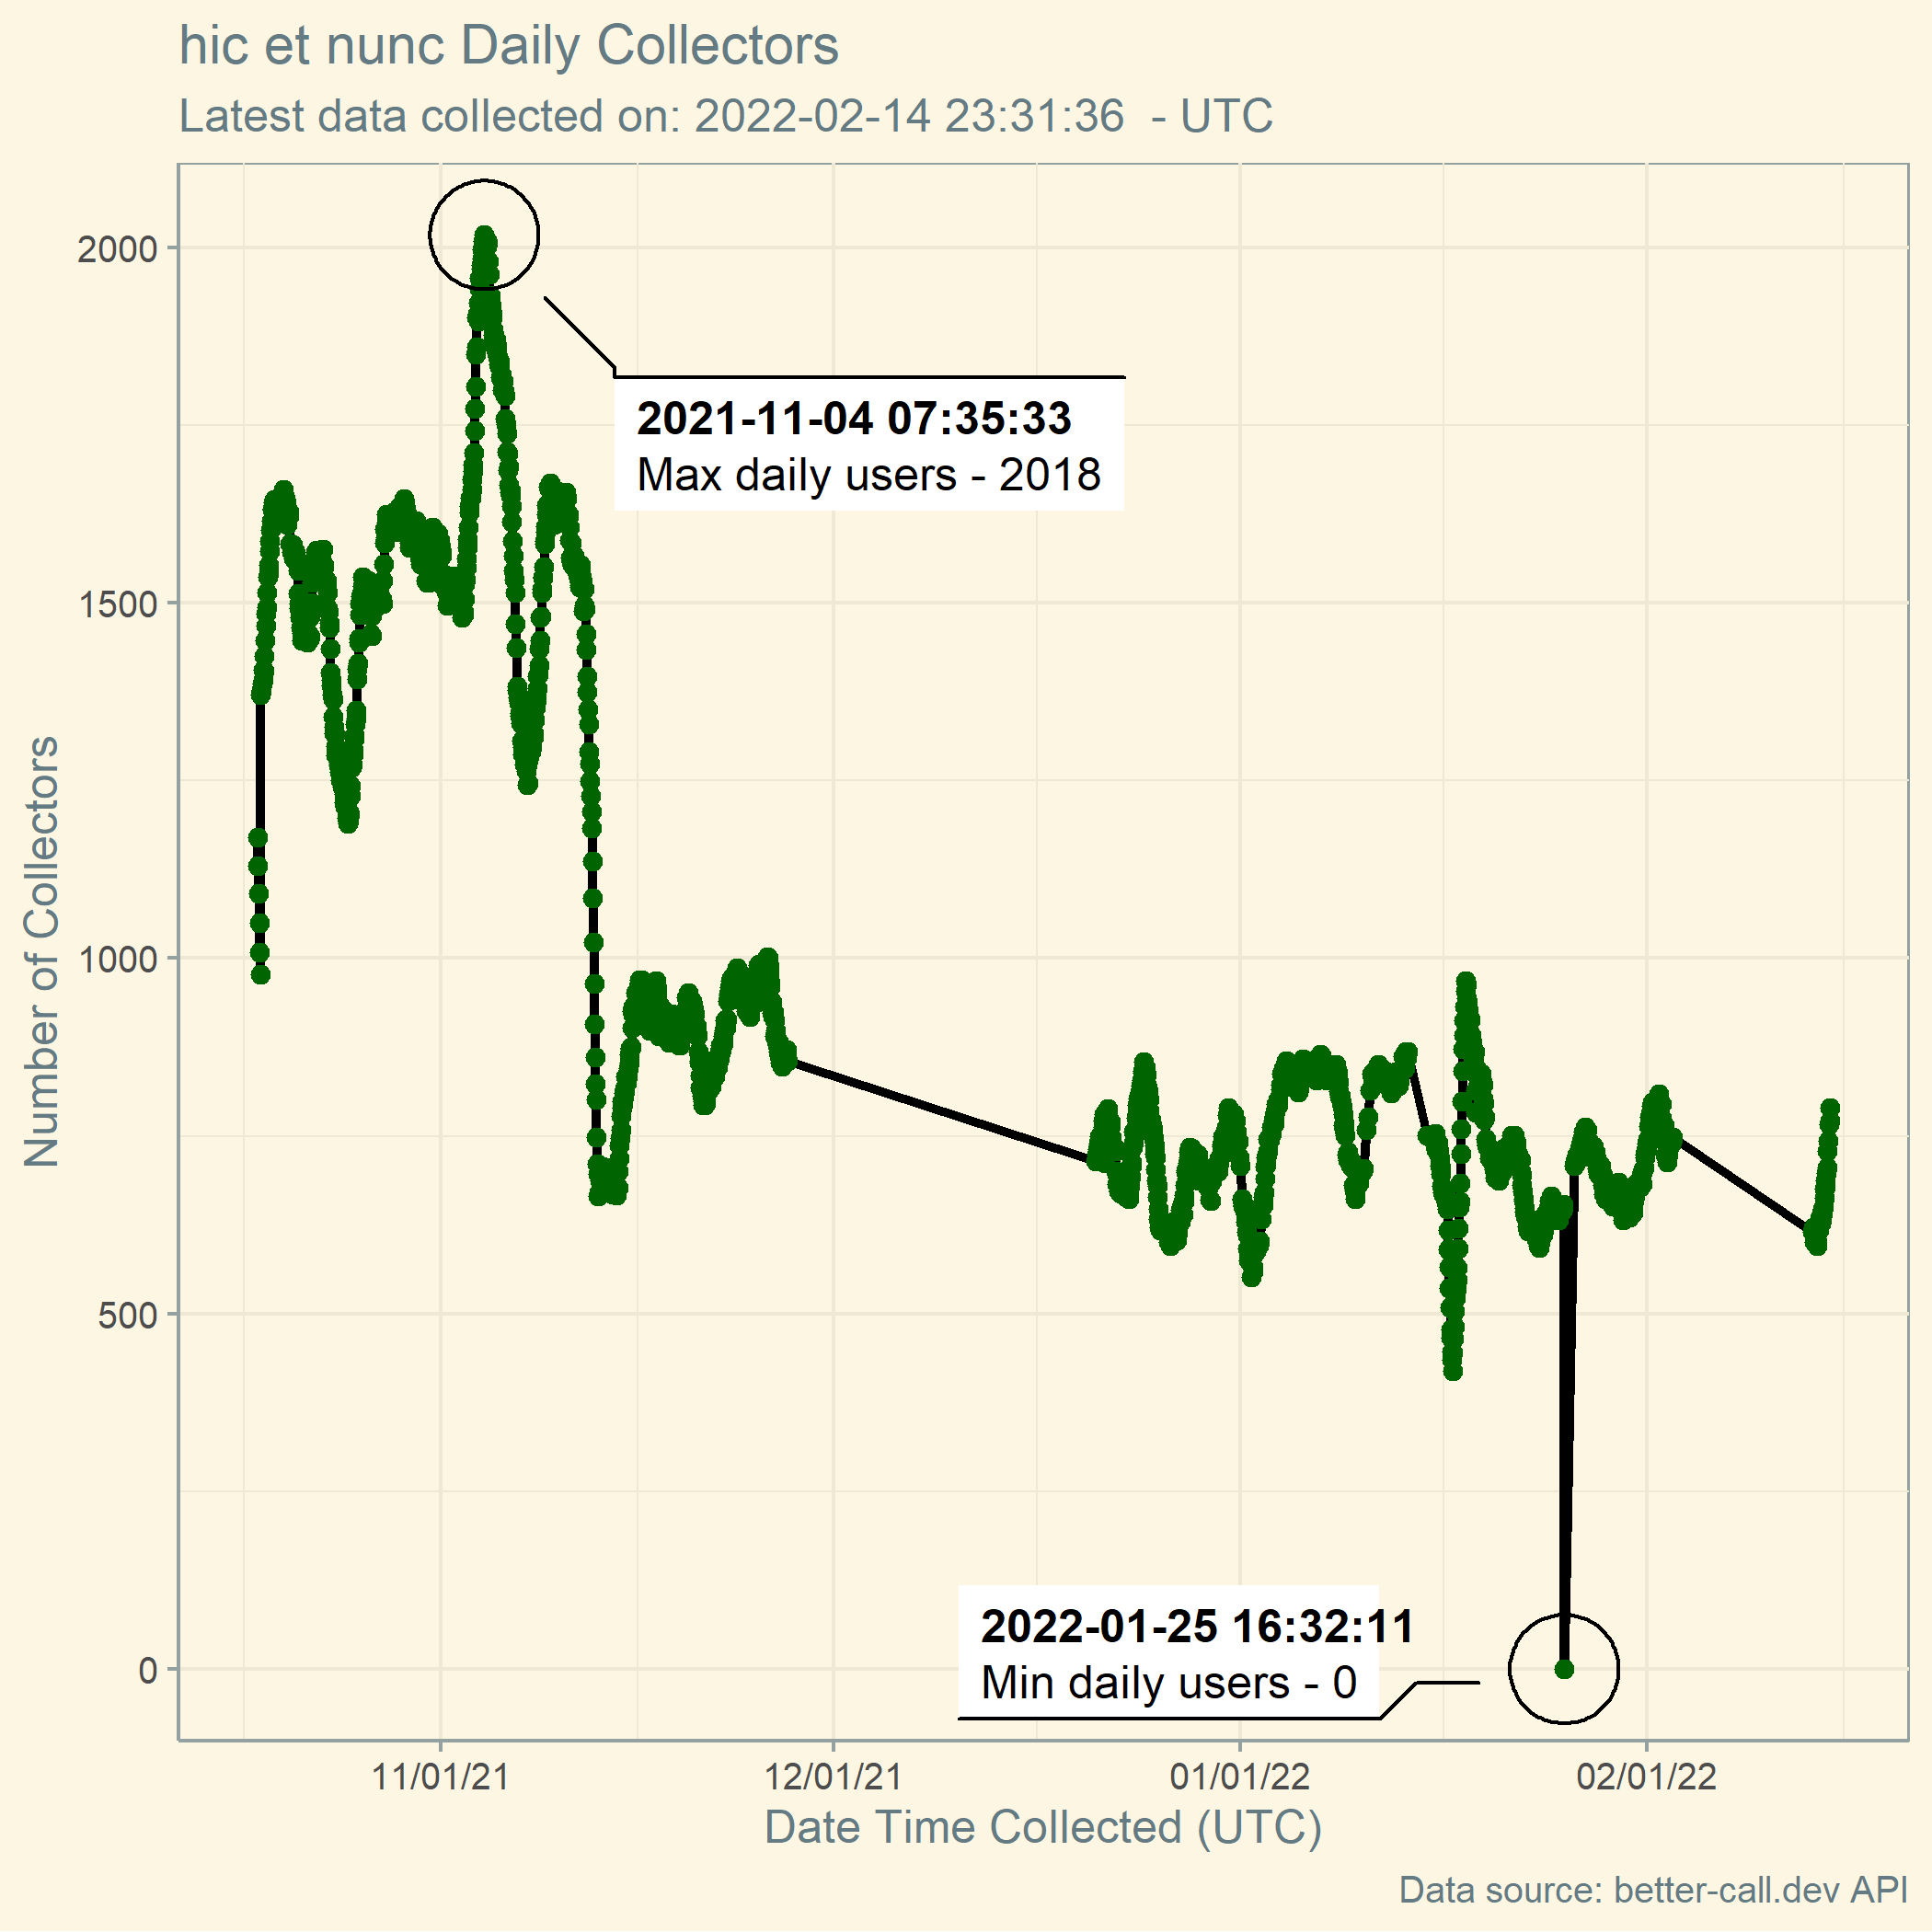 hic et nunc Daily Collectors
Latest data collected on: 2022-02-14 23:31:36  - UTC
2000
1500
1000
500
0
Number of Collectors
2021-11-04 07:35:33
Max daily users - 2018
2022-01-25 16:32:11
Min daily users - 0
11/01/21
12/01/21
01/01/22
02/01/22
Date Time Collected (UTC)
Data source: better-call.dev API